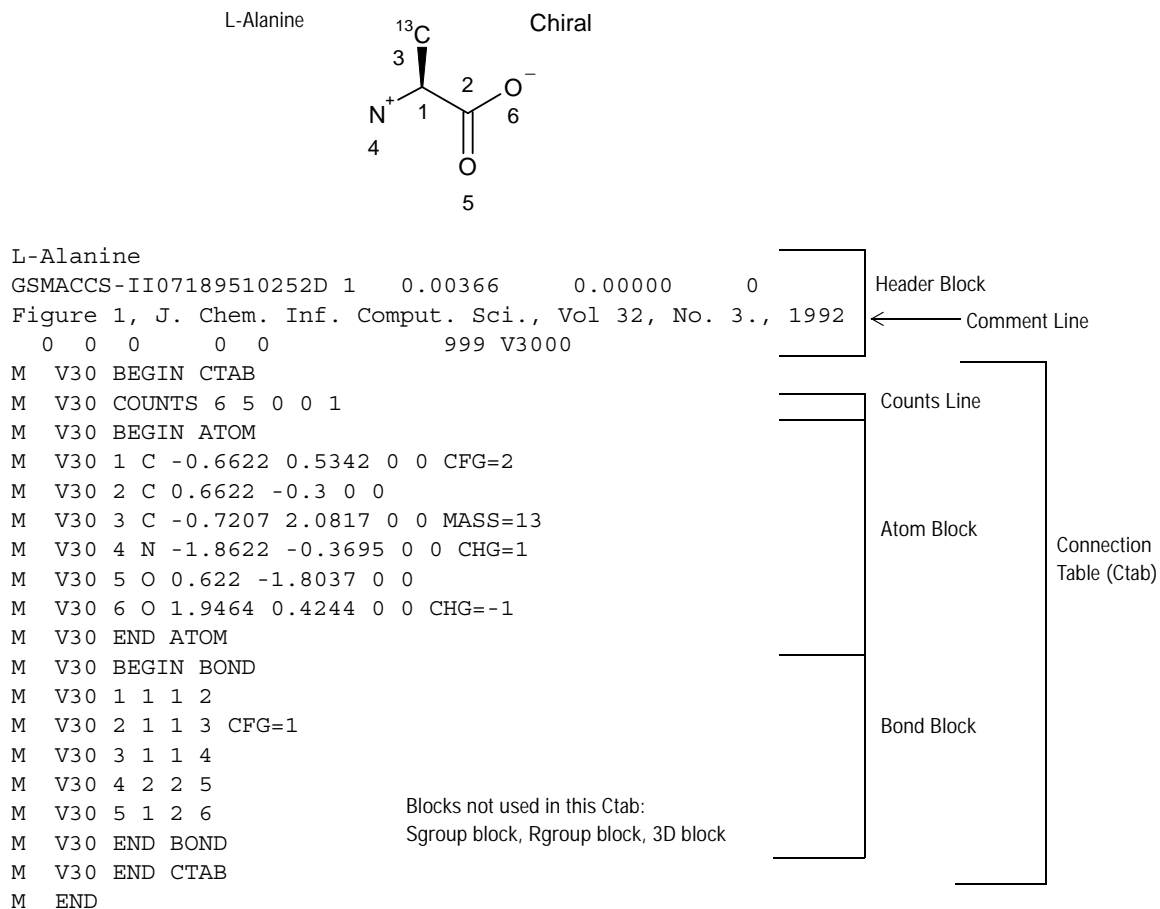 L-Alanine
Chiral
13C
3
2
O−
N+
1
6
4
O
5
L-Alanine
GSMACCS-II07189510252D 1   0.00366     0.00000     0
Header Block
Figure 1, J. Chem. Inf. Comput. Sci., Vol 32, No. 3., 1992
Comment Line
  0  0  0     0  0            999 V3000
M  V30 BEGIN CTAB
M  V30 COUNTS 6 5 0 0 1
Counts Line
M  V30 BEGIN ATOM
M  V30 1 C -0.6622 0.5342 0 0 CFG=2
M  V30 2 C 0.6622 -0.3 0 0
M  V30 3 C -0.7207 2.0817 0 0 MASS=13
Atom Block
M  V30 4 N -1.8622 -0.3695 0 0 CHG=1
Connection
Table (Ctab)
M  V30 5 O 0.622 -1.8037 0 0
M  V30 6 O 1.9464 0.4244 0 0 CHG=-1
M  V30 END ATOM
M  V30 BEGIN BOND
M  V30 1 1 1 2
M  V30 2 1 1 3 CFG=1
Bond Block
M  V30 3 1 1 4
M  V30 4 2 2 5
M  V30 5 1 2 6
Blocks not used in this Ctab:
Sgroup block, Rgroup block, 3D block
M  V30 END BOND
M  V30 END CTAB
M  END